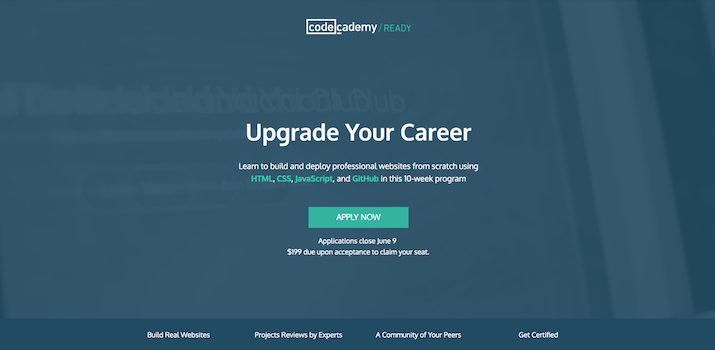 codecademy / READY
Upgrade Your Career
Learn to build and deploy professional websites from scratch using
HTML, CSS, JavaScript, and GitHub in this 10-week program
APPLY NOW
Applications close June 9
$199 due upon acceptance to claim your seat.
Build Real Websites
Projects Reviews by Experts
A Community of Your Peers
Get Certified